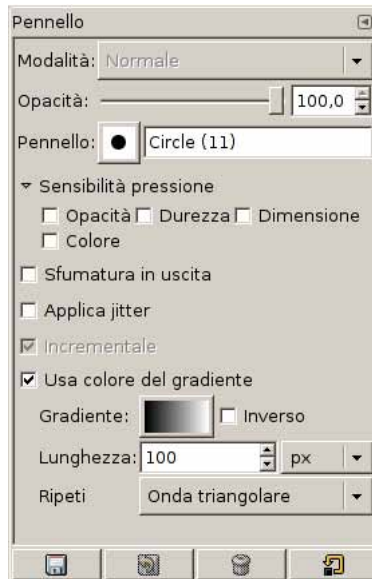 Pennello
Modalità: Normale
Opacità: 100,0
Pennello: Circle (11)
Sensibilità pressione
Opacità Durezza Dimensione
Colore
Sfumatura in uscita
Applica jitter
Incrementale
Usa colore del gradiente
Gradiente: Inverso
Lunghezza: 100 px
Ripeti Onda triangolare